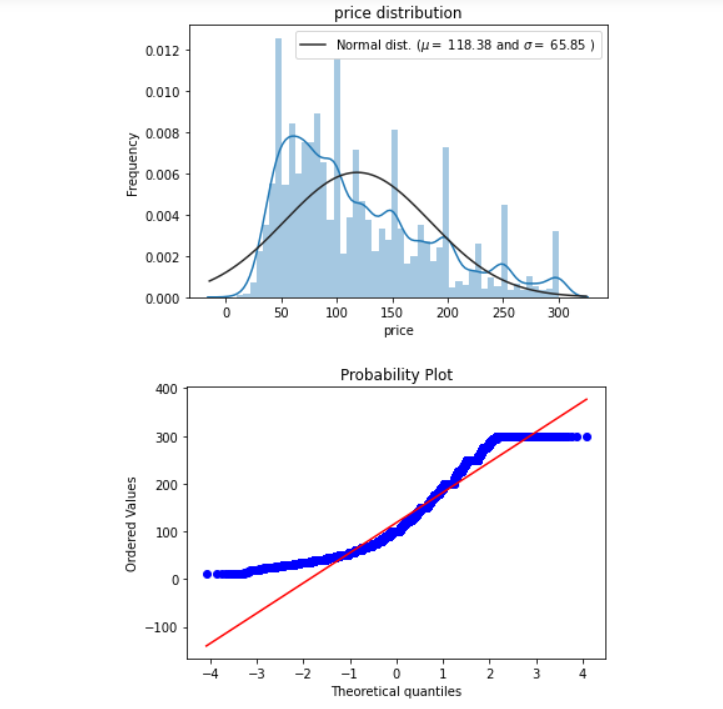 price distribution
Normal dist. (μ = 118.38 and σ = 65.85 )
0.012
0.010
0.008
0.006
0.004
0.002
0.000
Frequency
0 50 100 150 200 250 300
price
Probability Plot
400
300
200
100
0
−100
Ordered Values
−4 −3 −2 −1 0 1 2 3 4
Theoretical quantiles